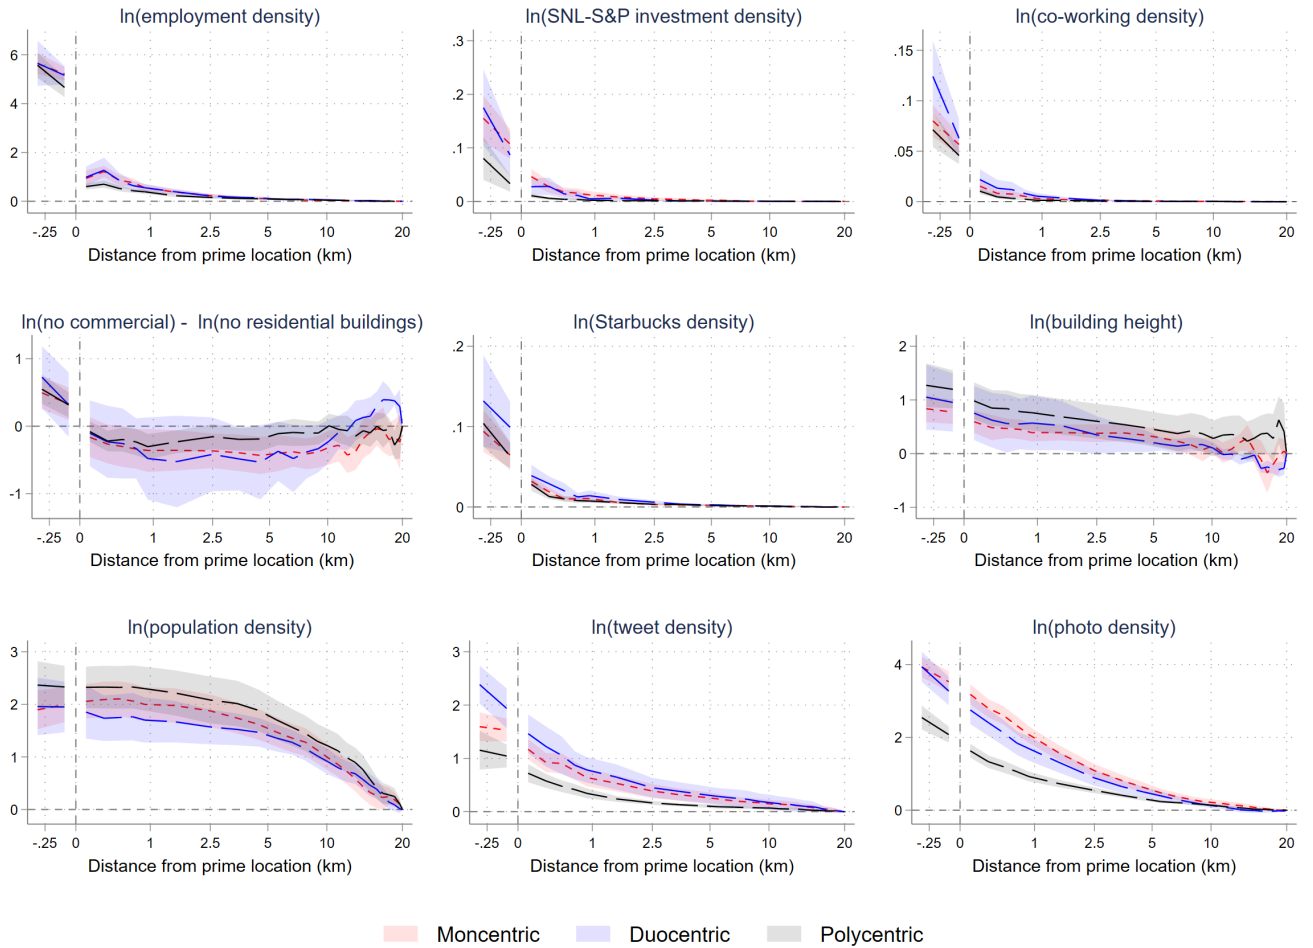 ln(employment density)
6
4
2
0
-.25 0 1 2.5 5 10 20
Distance from prime location (km)
ln(SNL-S&P investment density)
.3
.2
.1
0
-.25 0 1 2.5 5 10 20
Distance from prime location (km)
ln(co-working density)
.15
.1
.05
0
-.25 0 1 2.5 5 10 20
Distance from prime location (km)
ln(no commercial) - ln(no residential buildings)
1
0
-1
-.25 0 1 2.5 5 10 20
Distance from prime location (km)
ln(Starbucks density)
.2
.1
0
-.25 0 1 2.5 5 10 20
Distance from prime location (km)
ln(building height)
2
1
0
-1
-.25 0 1 2.5 5 10 20
Distance from prime location (km)
ln(population density)
3
2
1
0
-.25 0 1 2.5 5 10 20
Distance from prime location (km)
ln(tweet density)
3
2
1
0
-.25 0 1 2.5 5 10 20
Distance from prime location (km)
ln(photo density)
4
2
0
-.25 0 1 2.5 5 10 20
Distance from prime location (km)
Moncentric Duocentric Polycentric